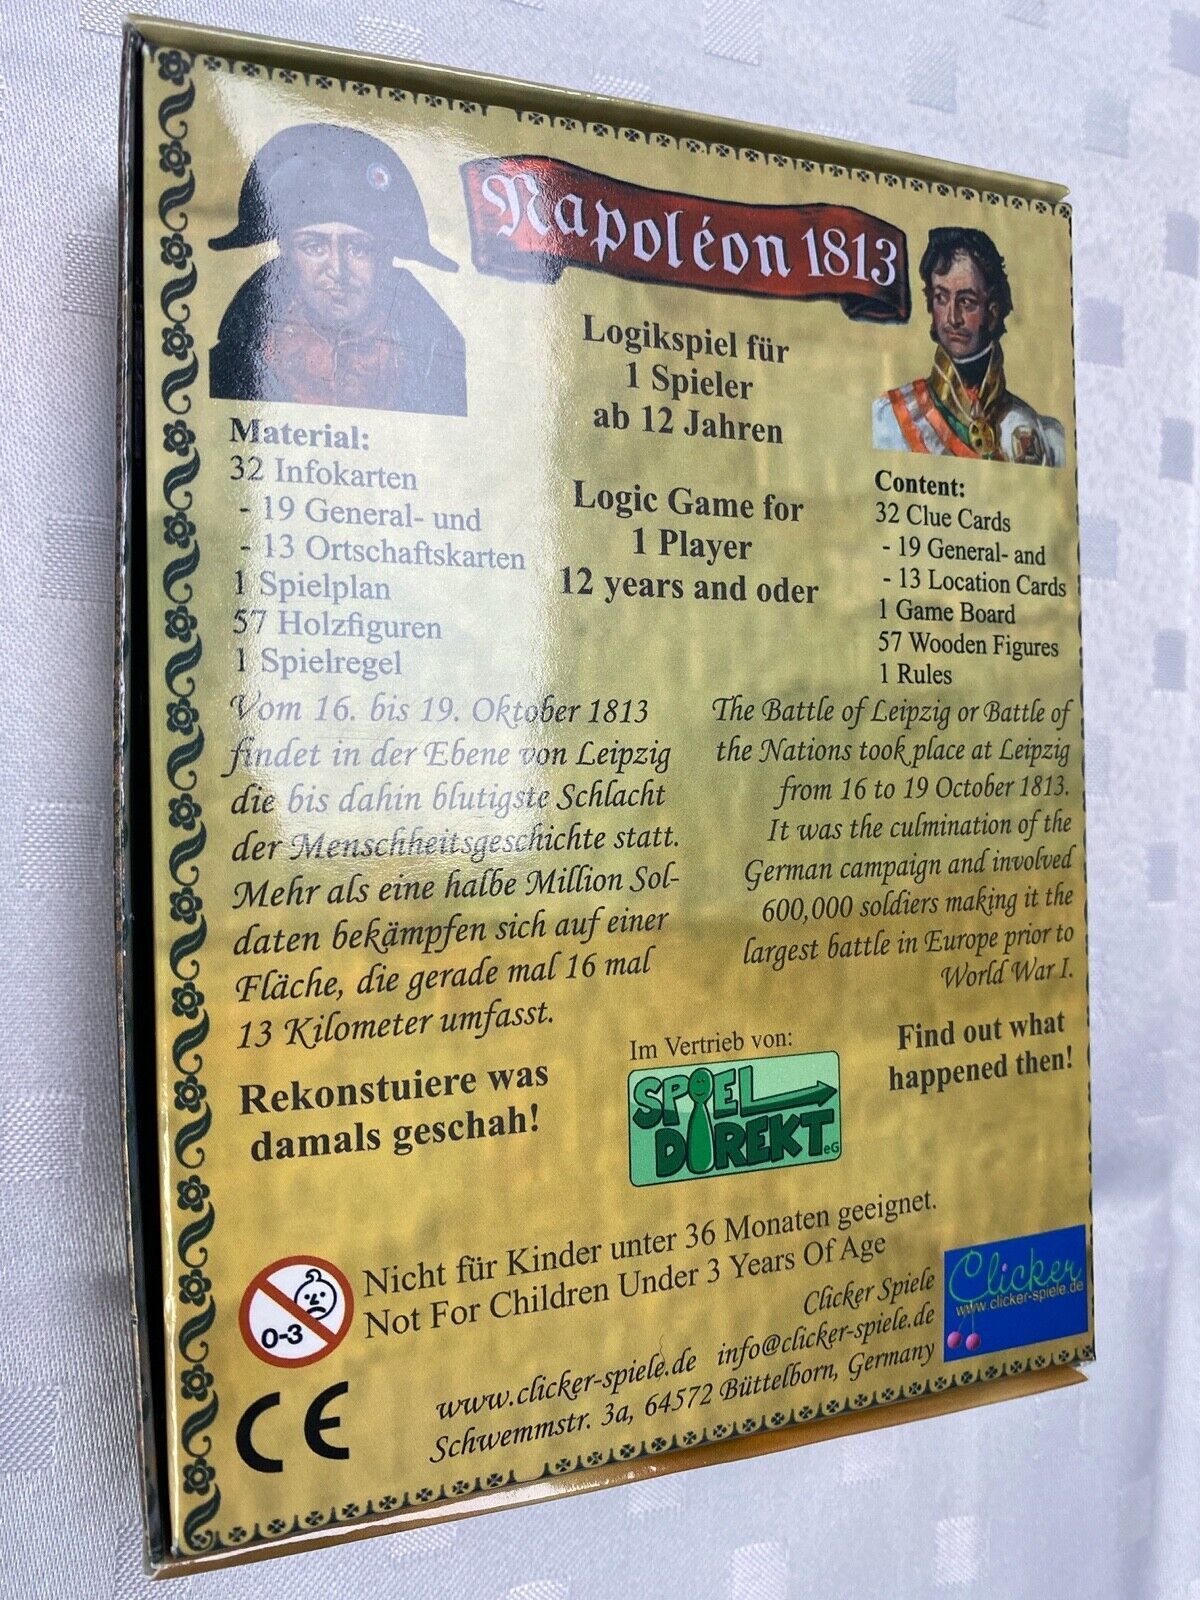 Napoléon 1813
Logikspiel für
1 Spieler
ab 12 Jahren
Logic Game for
1 Player
12 years and oder
Material:
32 Infokarten
- 19 General- und
- 13 Ortschaftskarten
1 Spielplan
57 Holzfiguren
1 Spielregel
Content:
32 Clue Cards
- 19 General- and
- 13 Location Cards
1 Game Board
57 Wooden Figures
1 Rules
Vom 16. bis 19. Oktober 1813
findet in der Ebene von Leipzig
die bis dahin blutigste Schlacht
der Menschheitsgeschichte statt.
Mehr als eine halbe Million Sol-
daten bekämpfen sich auf einer
Fläche, die gerade mal 16 mal
13 Kilometer umfasst.
Rekonstuiere was
damals geschah!
The Battle of Leipzig or Battle of
the Nations took place at Leipzig
from 16 to 19 October 1813.
It was the culmination of the
German campaign and involved
600,000 soldiers making it the
largest battle in Europe prior to
World War I.
Find out what
happened then!
Im Vertrieb von:
SPIEL
DIREKT eG
0-3
Nicht für Kinder unter 36 Monaten geeignet.
Not For Children Under 3 Years Of Age
CE
Clicker Spiele
www.clicker-spiele.de info@clicker-spiele.de
Schwemmstr. 3a, 64572 Büttelborn, Germany
Clicker
www.clicker-spiele.de